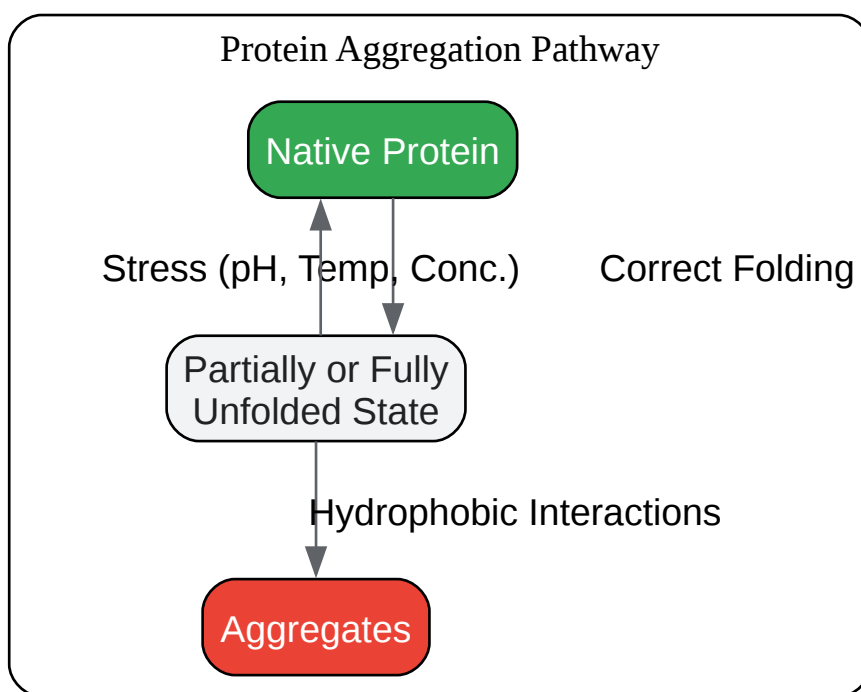 Protein Aggregation Pathway
Native Protein
Stress (pH, Temp, Conc.)
Correct Folding
Partially or Fully
Unfolded State
Hydrophobic Interactions
Aggregates